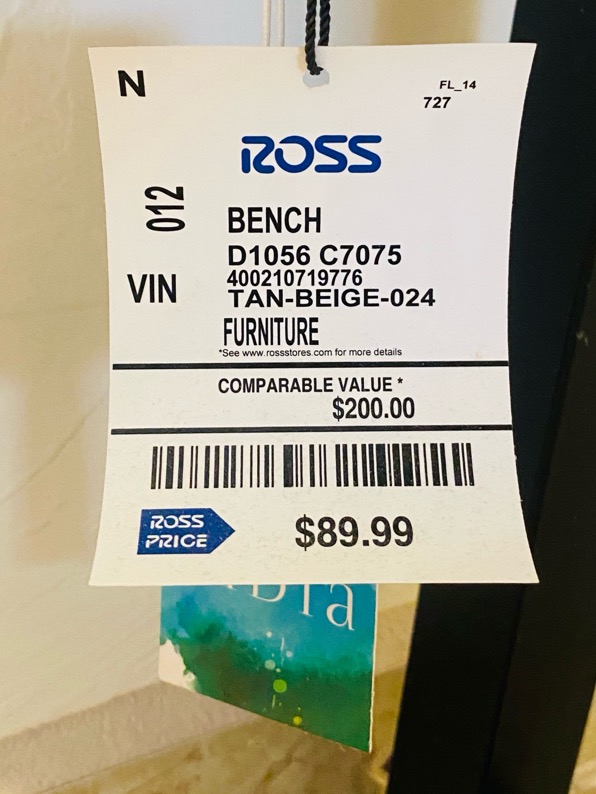 N
FL_14
727
ROSS
012
BENCH
D1056 C7075
VIN
400210719776
TAN-BEIGE-024
FURNITURE
*See www.rossstores.com for more details
COMPARABLE VALUE *
$200.00
ROSS
PRICE
$89.99